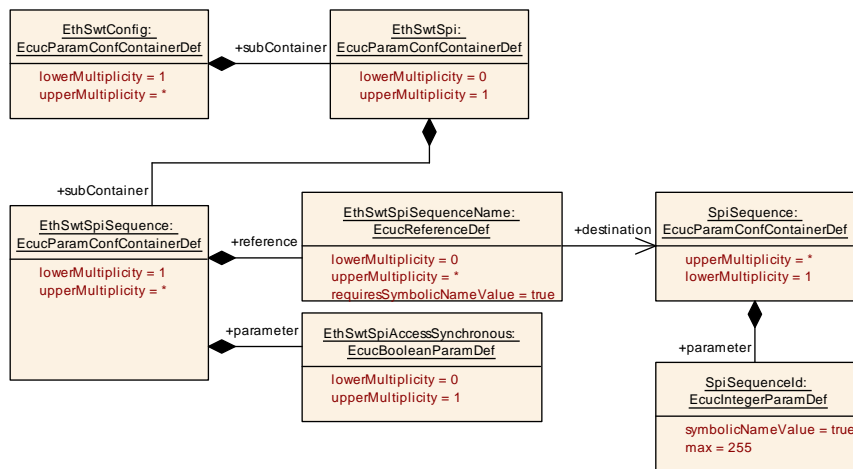 EthSwtConfig:
EcucParamConfContainerDef
lowerMultiplicity = 1
upperMultiplicity = *
+subContainer
EthSwtSpi:
EcucParamConfContainerDef
lowerMultiplicity = 0
upperMultiplicity = 1
+subContainer
EthSwtSpiSequence:
EcucParamConfContainerDef
lowerMultiplicity = 1
upperMultiplicity = *
+reference
EthSwtSpiSequenceName:
EcucReferenceDef
lowerMultiplicity = 0
upperMultiplicity = *
requiresSymbolicNameValue = true
+destination
SpiSequence:
EcucParamConfContainerDef
upperMultiplicity = *
lowerMultiplicity = 1
+parameter
EthSwtSpiAccessSynchronous:
EcucBooleanParamDef
lowerMultiplicity = 0
upperMultiplicity = 1
+parameter
SpiSequenceId:
EcucIntegerParamDef
symbolicNameValue = true
max = 255